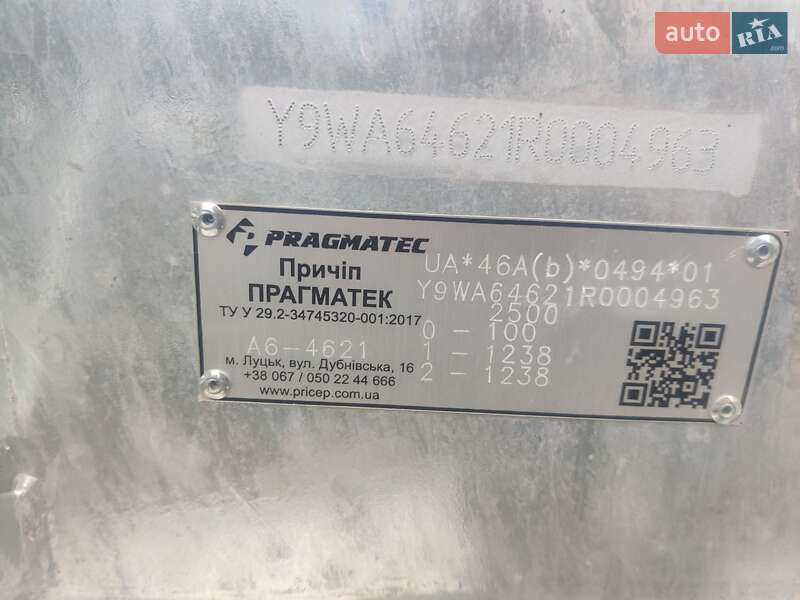 auto RIA .com
Y9WA64621R0004963
PRAGMATEC
Причіп
ПРАГМАТЕК
ТУ У 29.2-34745320-001:2017
А6-4621
м. Луцьк, вул. Дубнівська, 16
+38 067 / 050 22 44 666
www.pricep.com.ua
UA*46A(b)*0494*01
Y9WA64621R0004963
2500
0 - 100
1 - 1238
2 - 1238